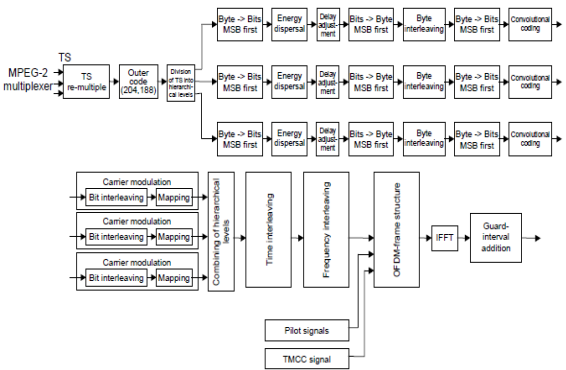 TS
MPEG-2
multiplexer
TS
re-multiple
Outer
code
(204,188)
Division
of TS into
hierarchi-
cal levels
Byte -> Bits
MSB first
Energy
dispersal
Delay
adjust-
ment
Bits -> Byte
MSB first
Byte
interleaving
Byte -> Bits
MSB first
Convolutional
coding
Byte -> Bits
MSB first
Energy
dispersal
Delay
adjust-
ment
Bits -> Byte
MSB first
Byte
interleaving
Byte -> Bits
MSB first
Convolutional
coding
Byte -> Bits
MSB first
Energy
dispersal
Delay
adjust-
ment
Bits -> Byte
MSB first
Byte
interleaving
Byte -> Bits
MSB first
Convolutional
coding
Carrier modulation
Bit interleaving
Mapping
Carrier modulation
Bit interleaving
Mapping
Carrier modulation
Bit interleaving
Mapping
Combining of hierarchical
levels
Time interleaving
Frequency interleaving
OFDM-frame structure
IFFT
Guard-
interval
addition
Pilot signals
TMCC signal